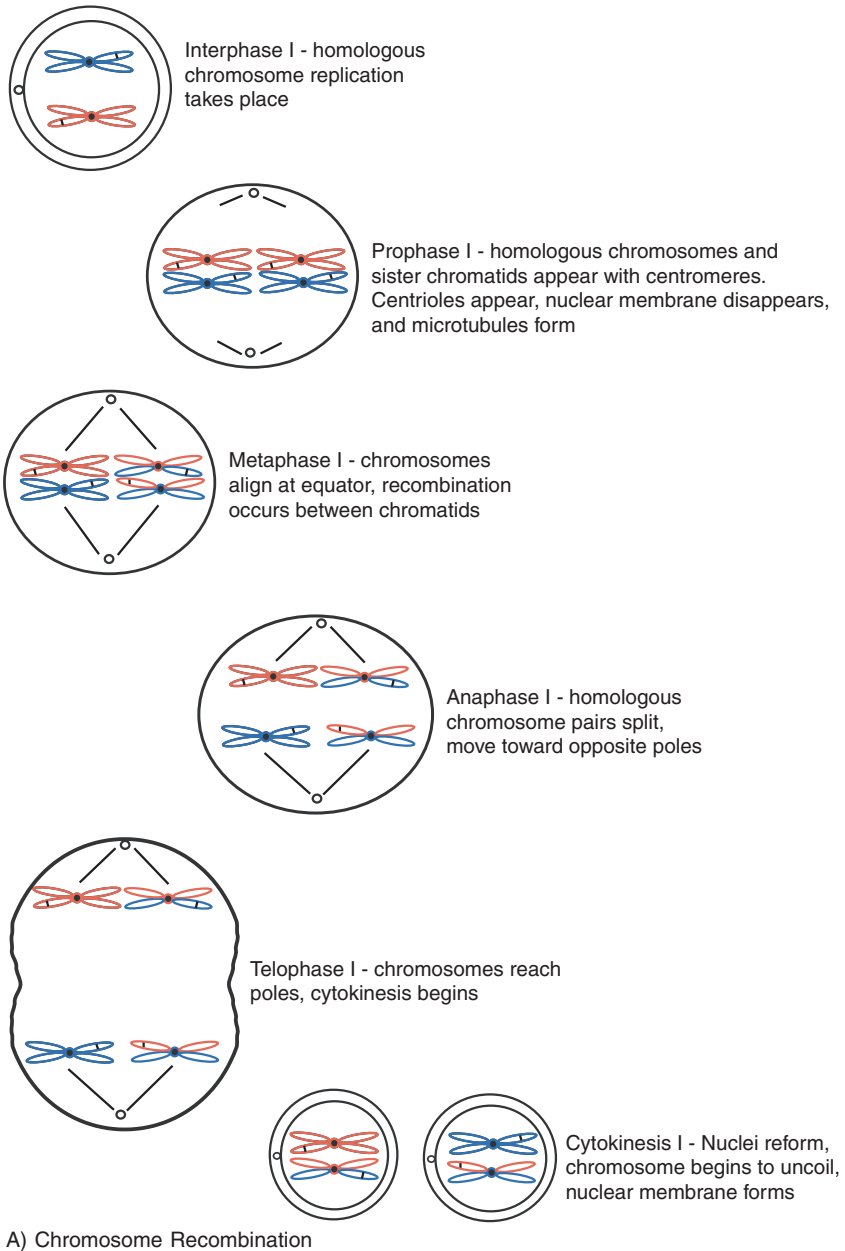 Interphase I - homologous
chromosome replication
takes place
Prophase I - homologous chromosomes and
sister chromatids appear with centromeres.
Centrioles appear, nuclear membrane disappears,
and microtubules form
Metaphase I - chromosomes
align at equator, recombination
occurs between chromatids
Anaphase I - homologous
chromosome pairs split,
move toward opposite poles
Telophase I - chromosomes reach
poles, cytokinesis begins
Cytokinesis I - Nuclei reform,
chromosome begins to uncoil,
nuclear membrane forms
A) Chromosome Recombination